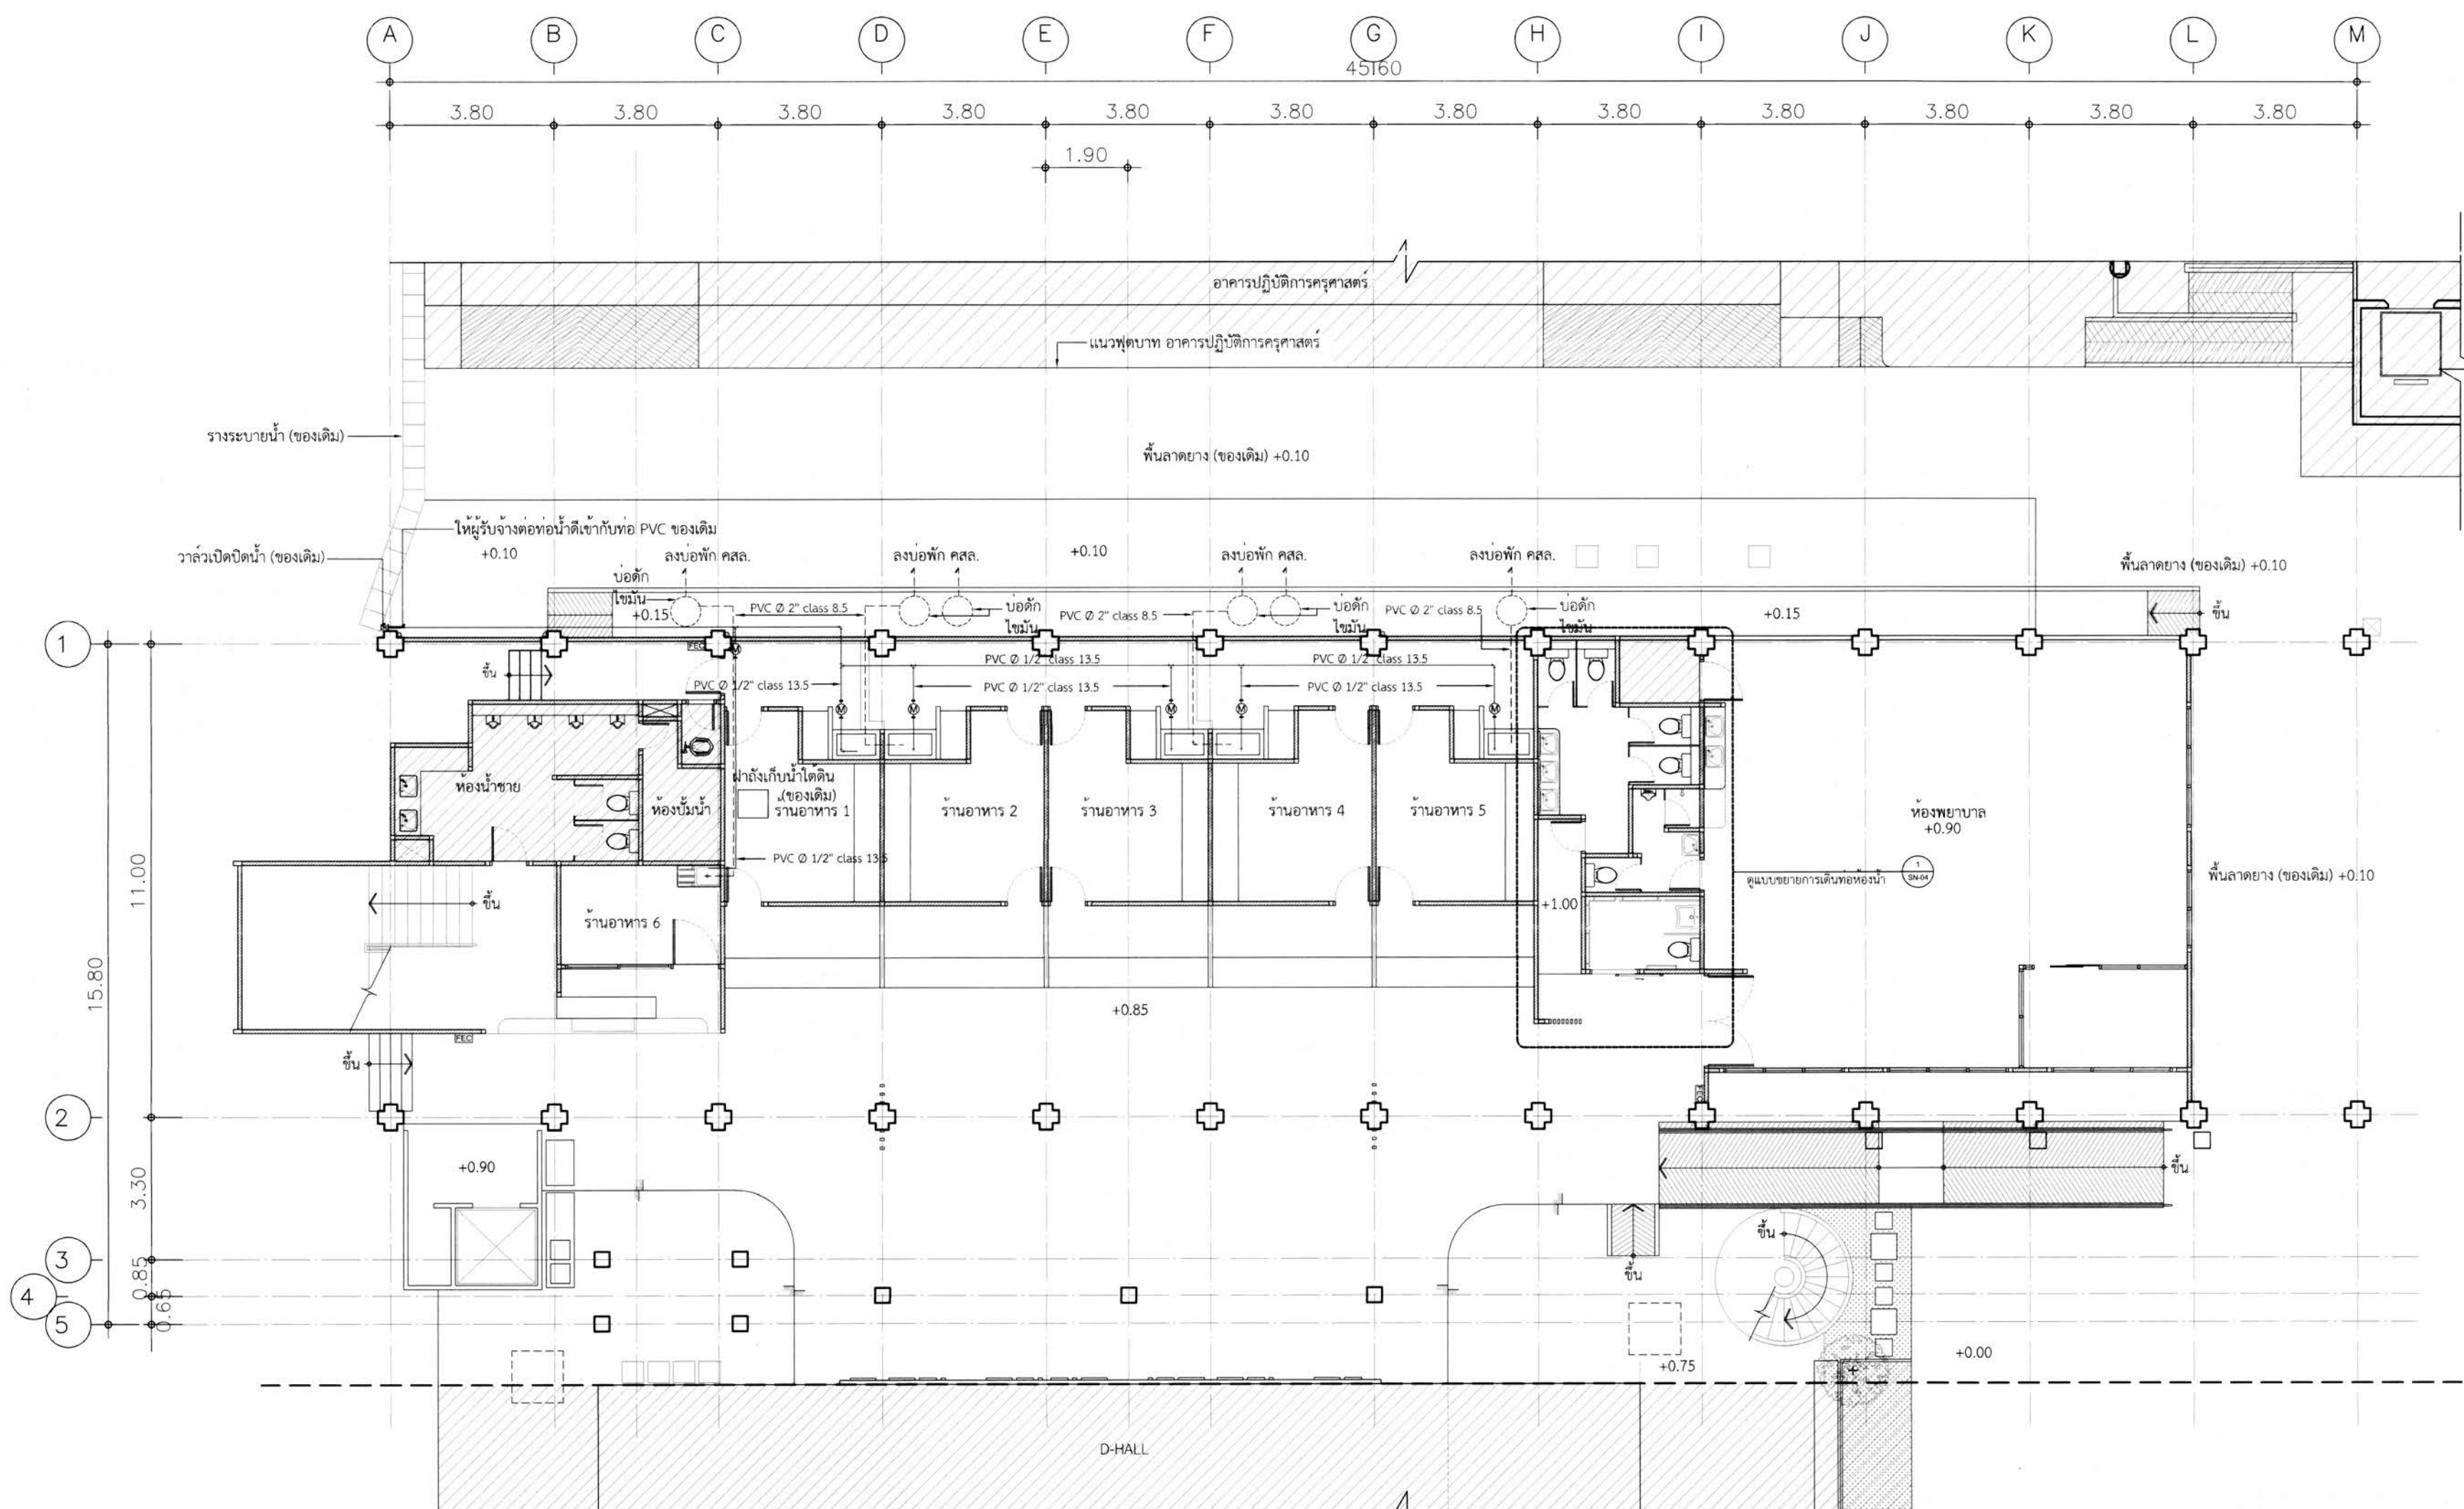 A B C D E F G H I J K L M
45.60
3.80 3.80 3.80 3.80 3.80 3.80 3.80 3.80 3.80 3.80 3.80 3.80
1.90
อาคารปฏิบัติการครุศาสตร์
แนวฟุตบาท อาคารปฏิบัติการครุศาสตร์
รางระบายน้ำ (ของเดิม)
พื้นลาดยาง (ของเดิม) +0.10
ให้ผู้รับจ้างต่อท่อน้ำดีเข้ากับท่อ PVC ของเดิม
วาล์วเปิดปิดน้ำ (ของเดิม)
+0.10
ลงบ่อพัก คสล.
ลงบ่อพัก คสล.
+0.10
ลงบ่อพัก คสล.
ลงบ่อพัก คสล.
พื้นลาดยาง (ของเดิม) +0.10
บ่อดัก
ไขมัน
+0.15
PVC Ø 2" class 8.5
บ่อดัก
ไขมัน
PVC Ø 2" class 8.5
บ่อดัก
ไขมัน
PVC Ø 2" class 8.5
บ่อดัก
ไขมัน
+0.15
ขึ้น
1
FEC
M
ขึ้น
PVC Ø 1/2" class 13.5
PVC Ø 1/2" class 13.5
PVC Ø 1/2" class 13.5
PVC Ø 1/2" class 13.5
PVC Ø 1/2" class 13.5
M M M M
ห้องน้ำชาย
ห้องปั้มน้ำ
ฝาถังเก็บน้ำใต้ดิน
(ของเดิม)
ร้านอาหาร 1
ร้านอาหาร 2
ร้านอาหาร 3
ร้านอาหาร 4
ร้านอาหาร 5
ห้องพยาบาล
+0.90
PVC Ø 1/2" class 13.5
ดูแบบขยายการเดินท่อห้องน้ำ
1
SN-04
พื้นลาดยาง (ของเดิม) +0.10
11.00
15.80
ขึ้น
ร้านอาหาร 6
+1.00
+0.85
FEC
ขึ้น
FEC
2
+0.90
3.30
ขึ้น
ขึ้น
ขึ้น
3
0.85
4
0.65
5
+0.75
+0.00
D-HALL